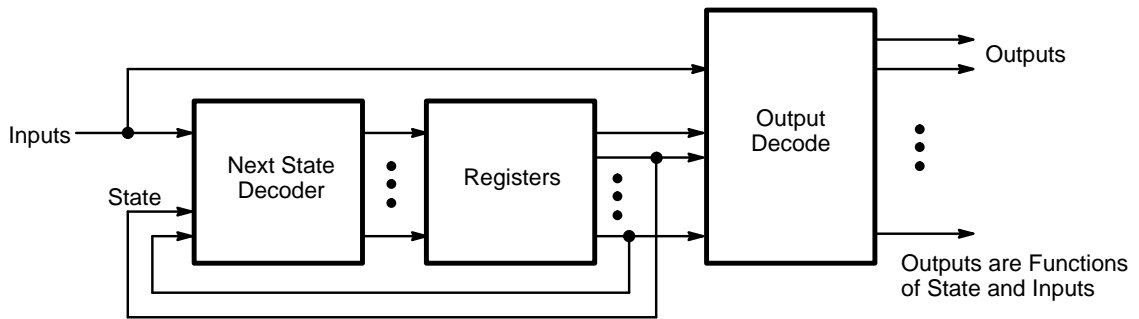 Outputs
Inputs
Output
Decode
Next State
Decoder
Registers
State
Outputs are Functions
of State and Inputs